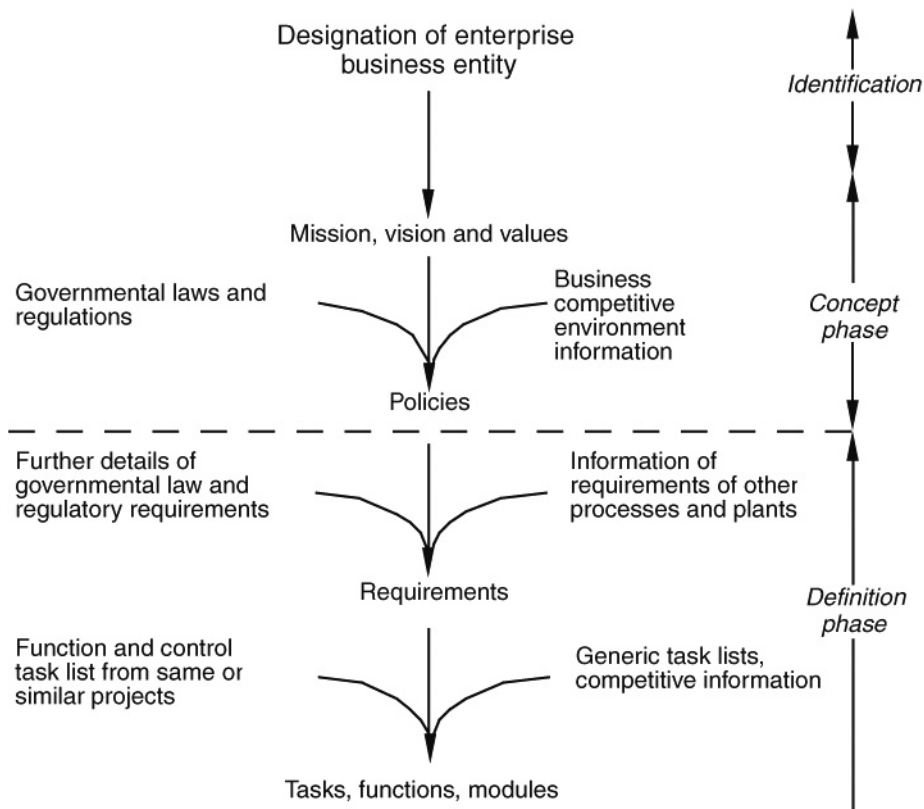 Designation of enterprise
business entity
Identification
Mission, vision and values
Governmental laws and
regulations
Business
competitive
environment
information
Concept
phase
Policies
Further details of
governmental law and
regulatory requirements
Information of
requirements of other
processes and plants
Requirements
Definition
phase
Function and control
task list from same or
similar projects
Generic task lists,
competitive information
Tasks, functions, modules